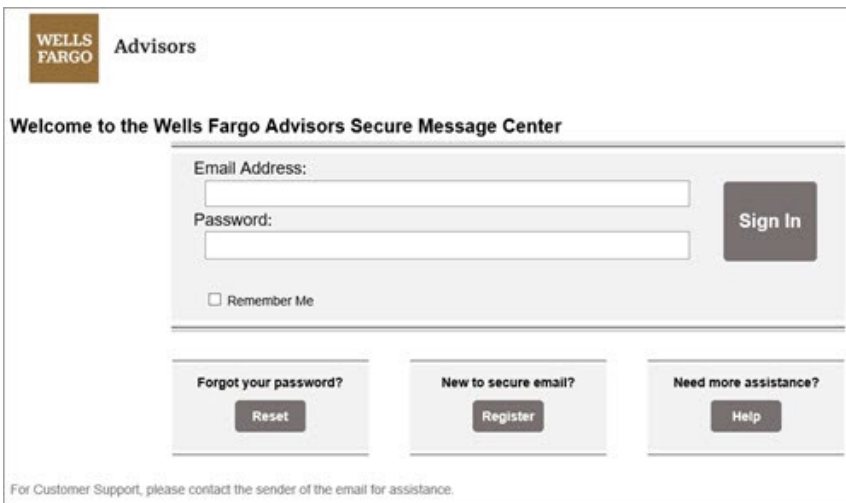 WELLS
FARGO
Advisors
Welcome to the Wells Fargo Advisors Secure Message Center
Email Address:
Password:
Sign In
Remember Me
Forgot your password?
Reset
New to secure email?
Register
Need more assistance?
Help
For Customer Support, please contact the sender of the email for assistance.